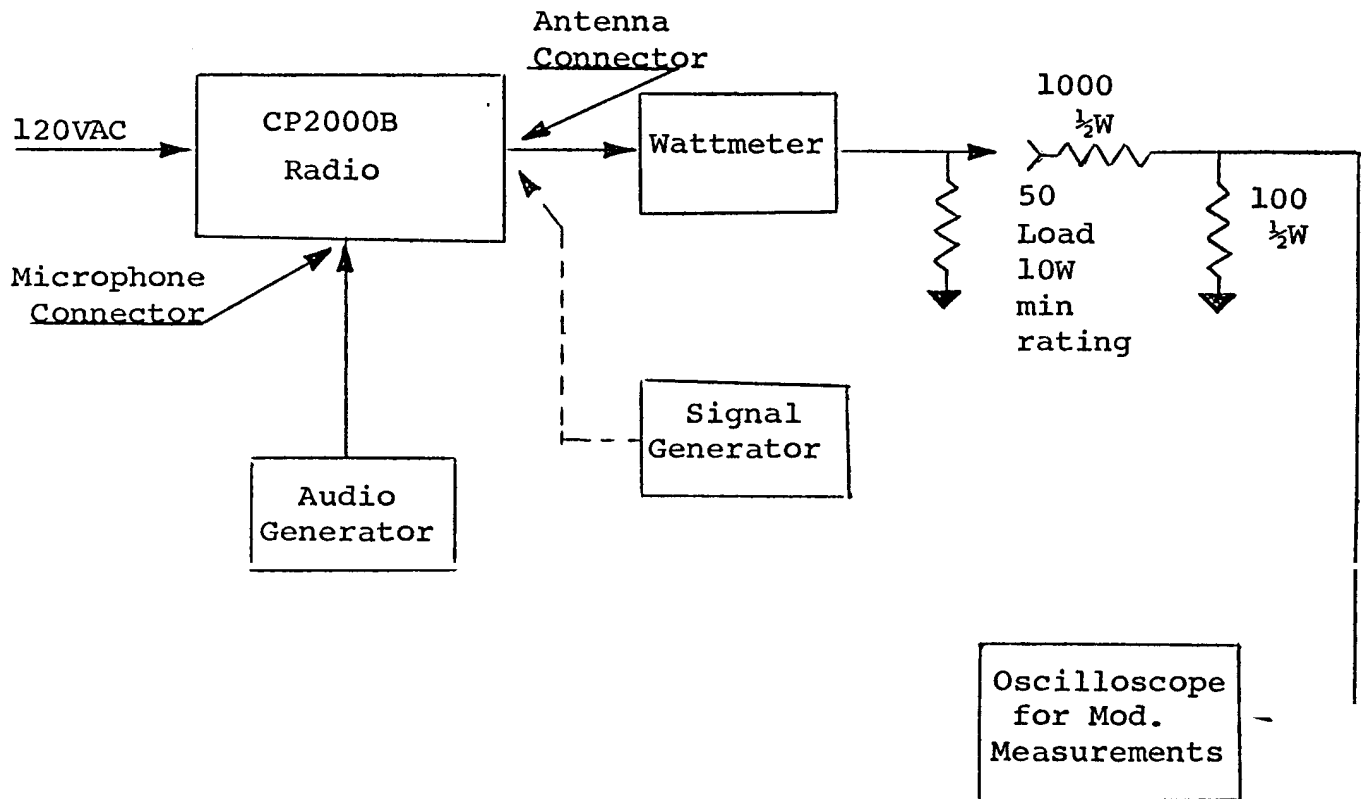 Antenna
Connector
120VAC
CP2000B
Radio
Wattmeter
1000
½W
50
Load
10W
min
rating
100
½W
Microphone
Connector
Signal
Generator
Audio
Generator
Oscilloscope
for Mod.
Measurements